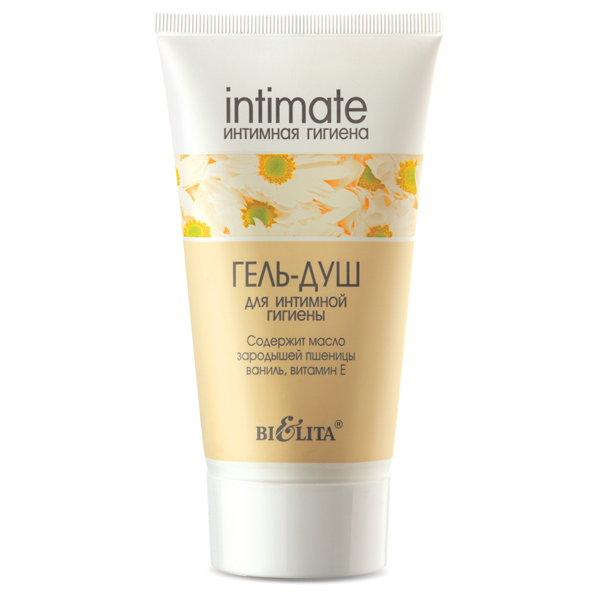 intimate
ИНТИМНАЯ ГИГИЕНА
ГЕЛЬ-ДУШ
ДЛЯ ИНТИМНОЙ
ГИГИЕНЫ
Содержит масло
зародышей пшеницы
ваниль, витамин Е
BIELITA®